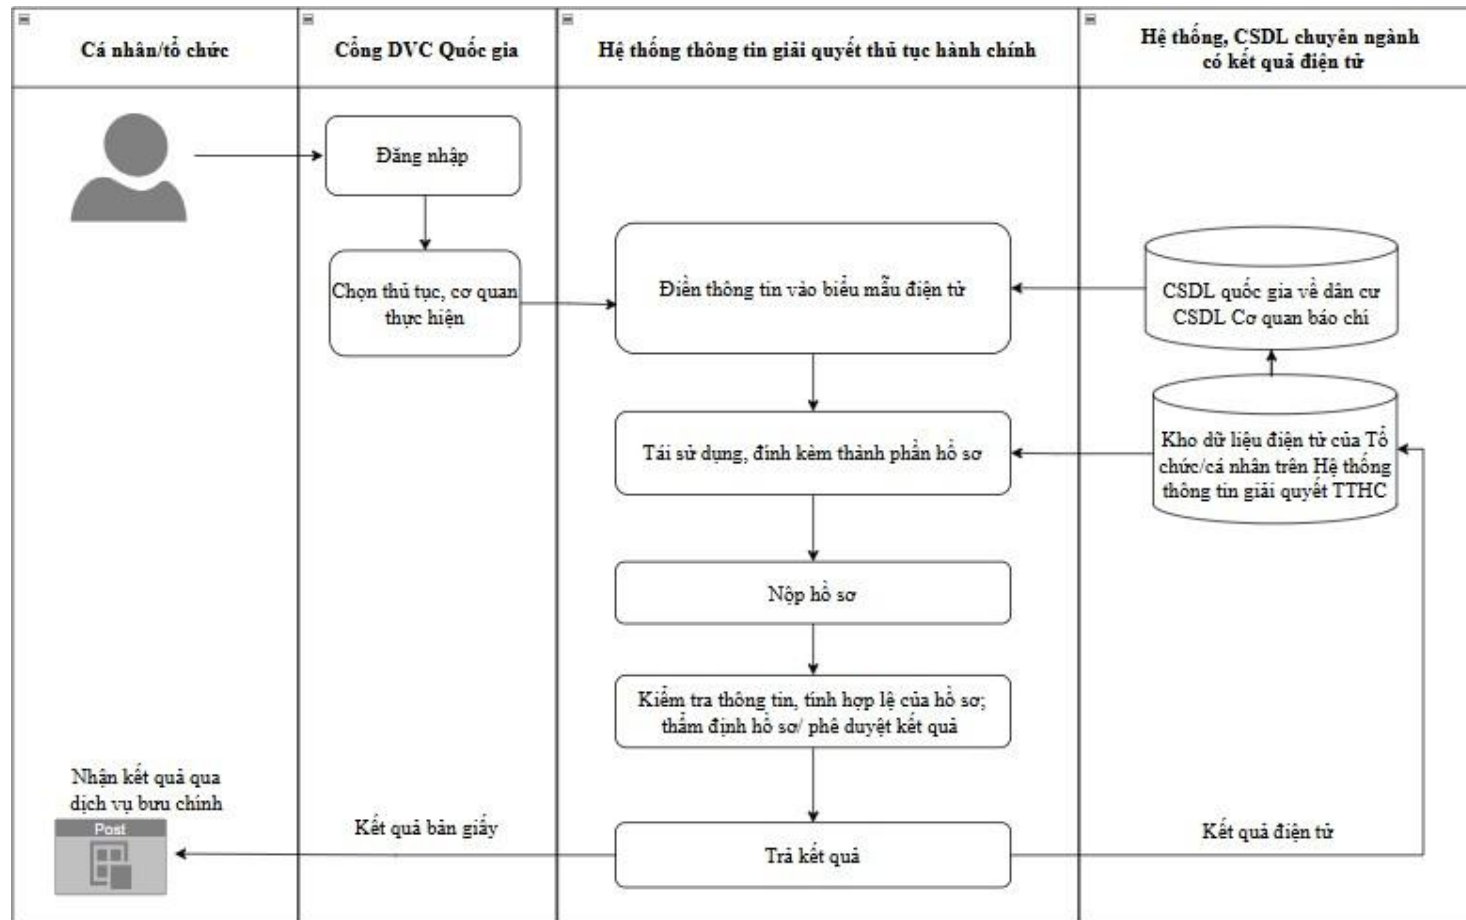 Cá nhân/tổ chức
Cổng DVC Quốc gia
Hệ thống thông tin giải quyết thủ tục hành chính
Hệ thống, CSDL chuyên ngành
có kết quả điện tử
Đăng nhập
Chọn thủ tục, cơ quan
thực hiện
Điền thông tin vào biểu mẫu điện tử
CSDL quốc gia về dân cư
CSDL Cơ quan báo chí
Tái sử dụng, đính kèm thành phần hồ sơ
Kho dữ liệu điện tử của Tổ
chức/cá nhân trên Hệ thống
thông tin giải quyết TTHC
Nộp hồ sơ
Kiểm tra thông tin, tính hợp lệ của hồ sơ;
thẩm định hồ sơ/ phê duyệt kết quả
Nhận kết quả qua
dịch vụ bưu chính
Post
Kết quả bản giấy
Trả kết quả
Kết quả điện tử